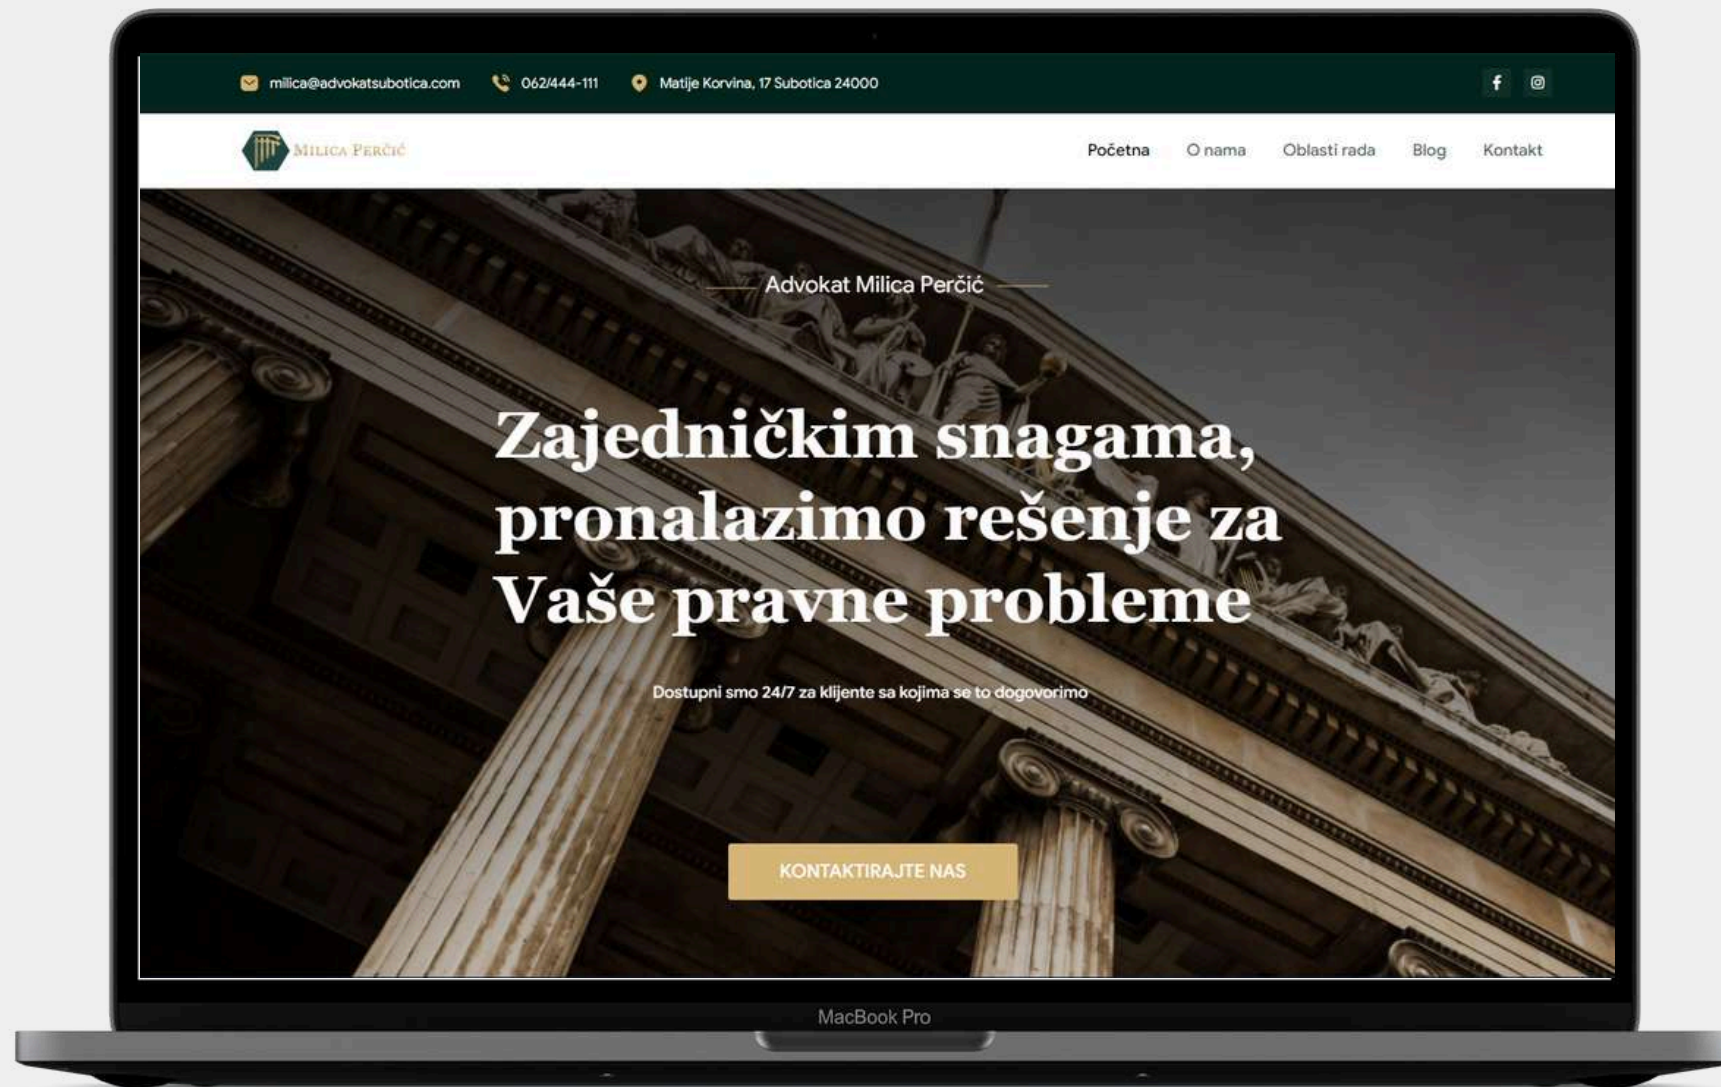 milica@advokatsubotica.com 062/444-111 Matije Korvina, 17 Subotica 24000
MILICA PERČIĆ
Početna O nama Oblasti rada Blog Kontakt
Advokat Milica Perčić
Zajedničkim snagama,
pronalazimo rešenje za
Vaše pravne probleme
Dostupni smo 24/7 za klijente sa kojima se to dogovorimo
KONTAKTIRAJTE NAS
MacBook Pro